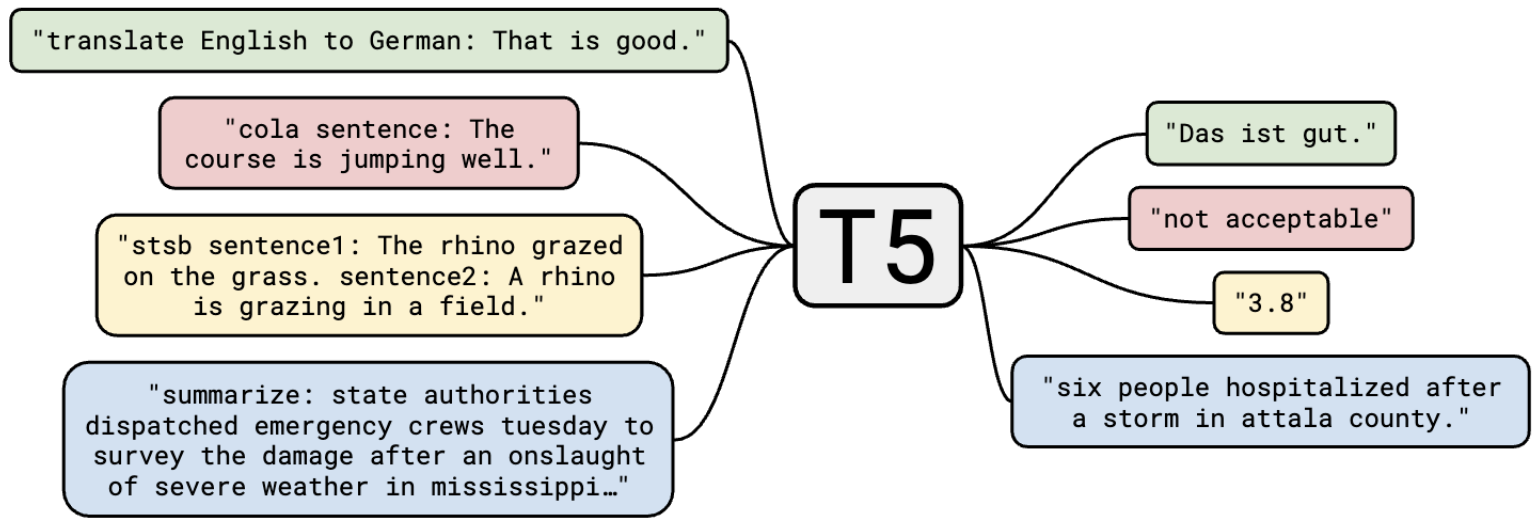 "translate English to German: That is good."
"cola sentence: The
course is jumping well."
"stsb sentence1: The rhino grazed
on the grass. sentence2: A rhino
is grazing in a field."
"summarize: state authorities
dispatched emergency crews tuesday to
survey the damage after an onslaught
of severe weather in mississippi…"
T5
"Das ist gut."
"not acceptable"
"3.8"
"six people hospitalized after
a storm in attala county."